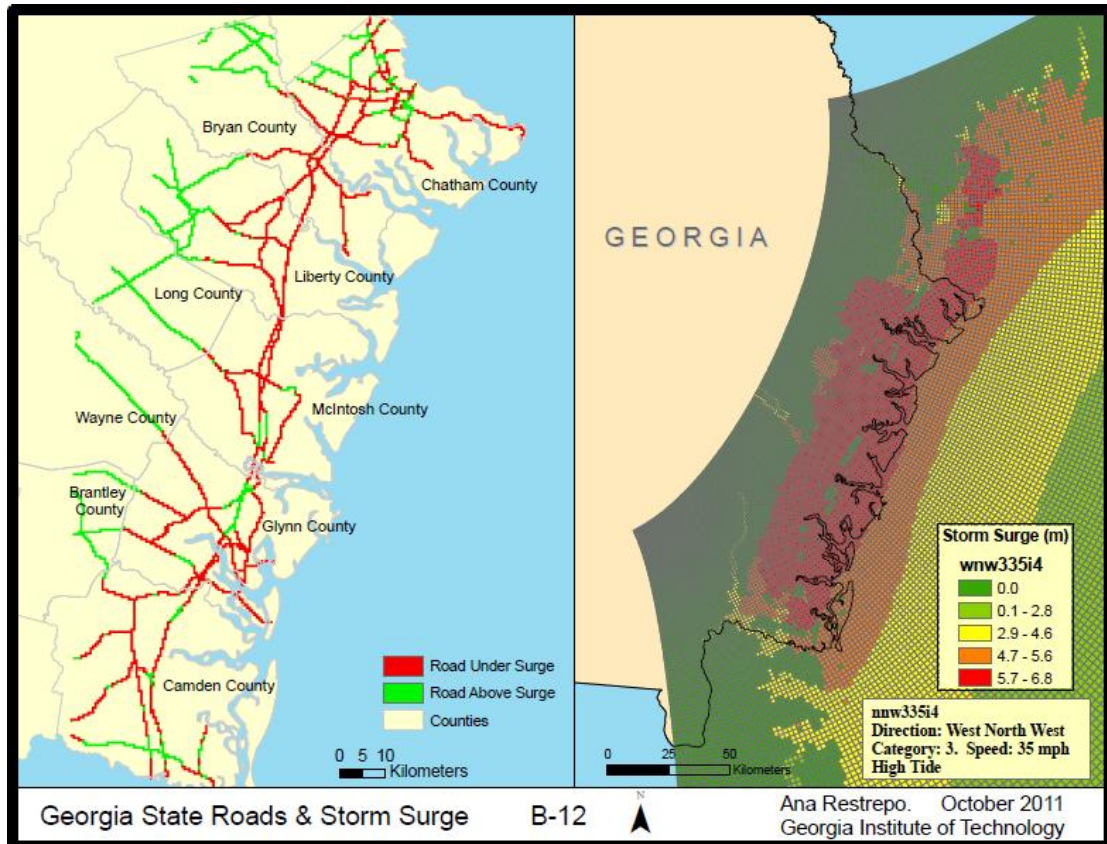 Bryan County
Chatham County
Liberty County
Long County
McIntosh County
Wayne County
Brantley
County
Glynn County
Camden County
Road Under Surge
Road Above Surge
Counties
0 5 10
Kilometers
GEORGIA
Storm Surge (m)
wnw335i4
0.0
0.1 - 2.8
2.9 - 4.6
4.7 - 5.6
5.7 - 6.8
nnw335i4
Direction: West North West
Category: 3. Speed: 35 mph
High Tide
0 25 50
Kilometers
Georgia State Roads & Storm Surge B-12
N
Ana Restrepo. October 2011
Georgia Institute of Technology